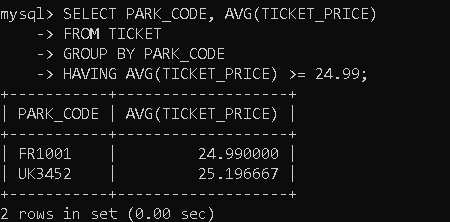 mysql> SELECT PARK_CODE, AVG(TICKET_PRICE)
    -> FROM TICKET
    -> GROUP BY PARK_CODE
    -> HAVING AVG(TICKET_PRICE) >= 24.99;
+-----------+-------------------+
| PARK_CODE | AVG(TICKET_PRICE) |
+-----------+-------------------+
| FR1001    |         24.990000 |
| UK3452    |         25.196667 |
+-----------+-------------------+
2 rows in set (0.00 sec)